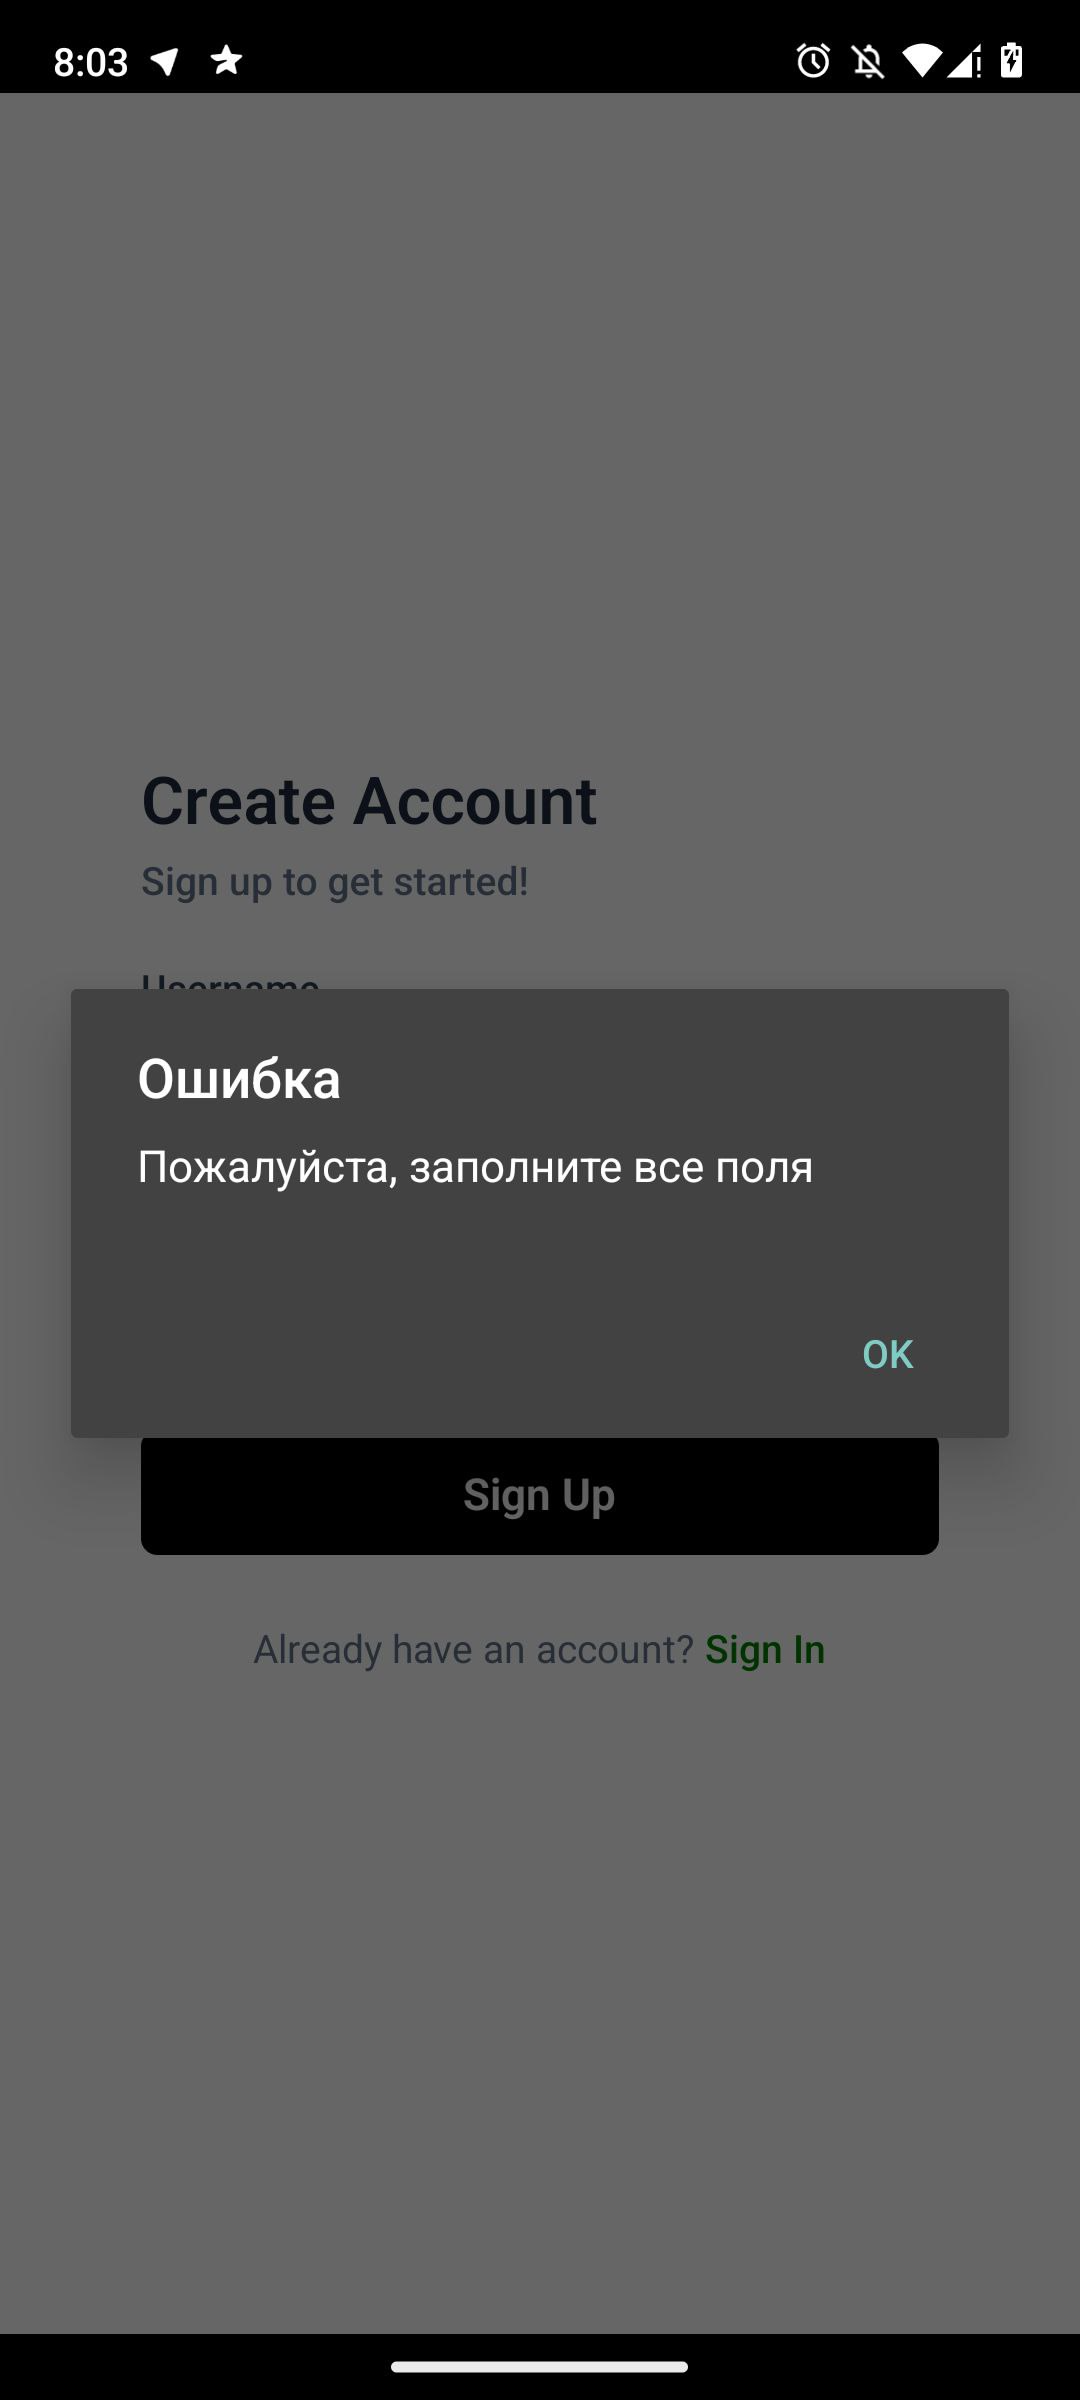 8:03
Create Account
Sign up to get started!
Username
Ошибка
Пожалуйста, заполните все поля
OK
Sign Up
Already have an account? Sign In